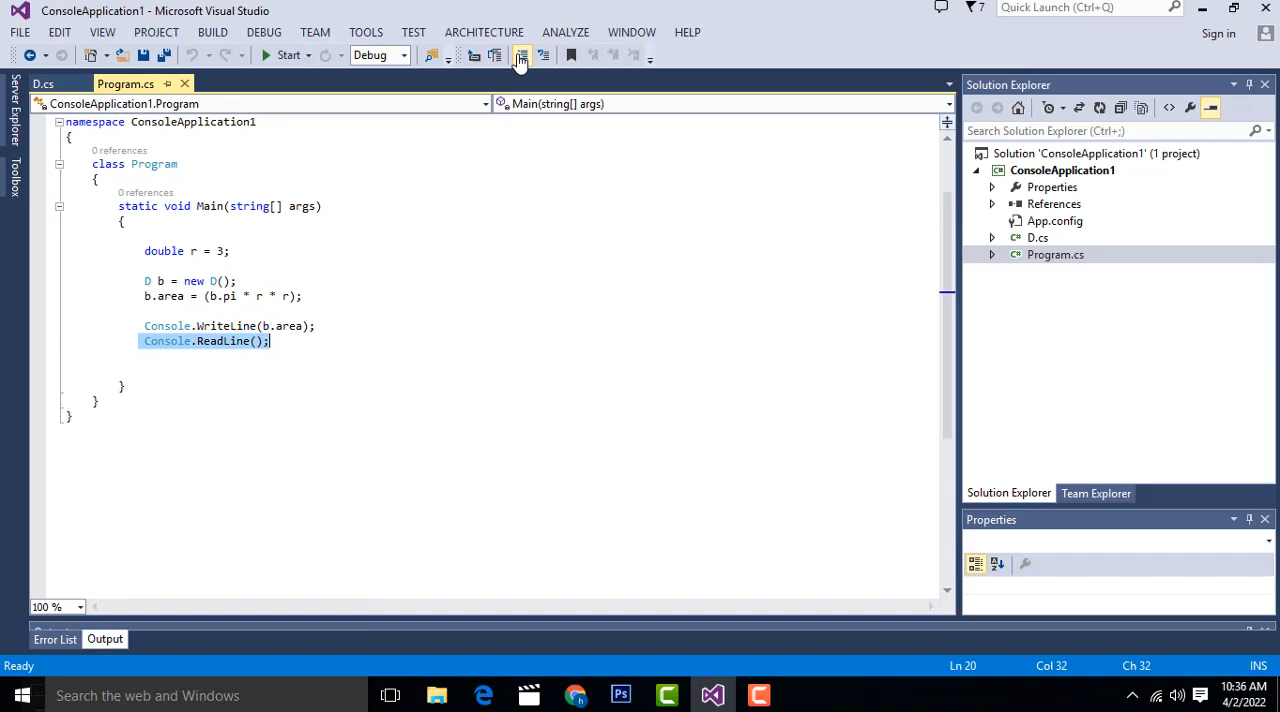 ConsoleApplication1 - Microsoft Visual Studio
7
Quick Launch (Ctrl+Q)
FILE EDIT VIEW PROJECT BUILD DEBUG TEAM TOOLS TEST ARCHITECTURE ANALYZE WINDOW HELP
Sign in
Start
Debug
Server Explorer
Toolbox
D.cs
Program.cs
ConsoleApplication1.Program
Main(string[] args)
namespace ConsoleApplication1
{
0 references
class Program
{
0 references
static void Main(string[] args)
{
double r = 3;
D b = new D();
b.area = (b.pi * r * r);
Console.WriteLine(b.area);
Console.ReadLine();
}
}
}
100 %
Solution Explorer
Search Solution Explorer (Ctrl+;)
Solution 'ConsoleApplication1' (1 project)
ConsoleApplication1
Properties
References
App.config
D.cs
Program.cs
Solution Explorer
Team Explorer
Properties
Error List
Output
Ready
Ln 20
Col 32
Ch 32
INS
Search the web and Windows
10:36 AM
4/2/2022